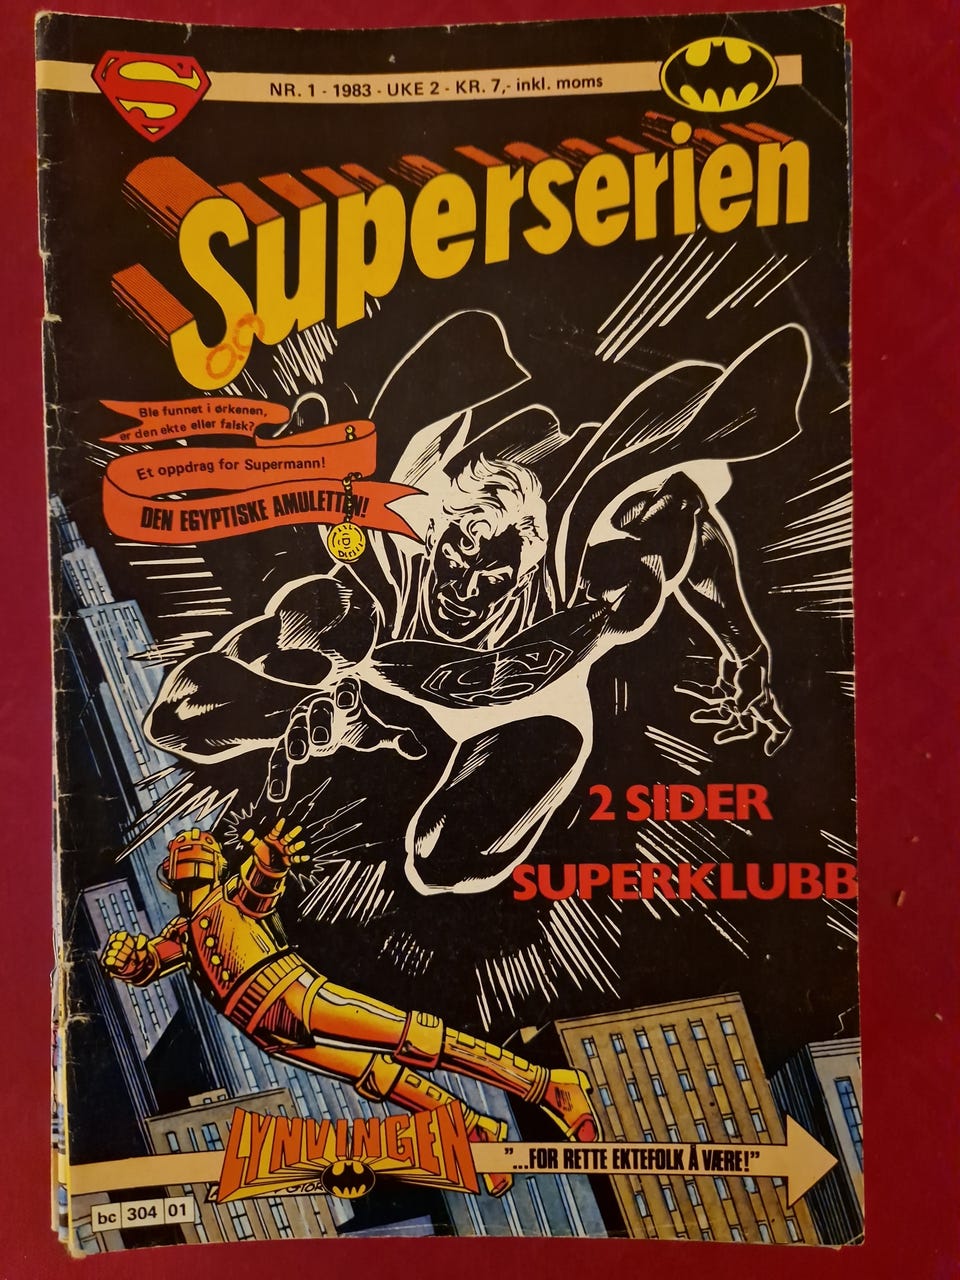 NR. 1 - 1983 - UKE 2 - KR. 7,- inkl. moms
Superserien
Ble funnet i ørkenen,
er den ekte eller falsk?
Et oppdrag for Supermann!
DEN EGYPTISKE AMULETTEN!
2 SIDER
SUPERKLUBB
LYNVINGEN
"...FOR RETTE EKTEFOLK Å VÆRE!"
bc 304 01